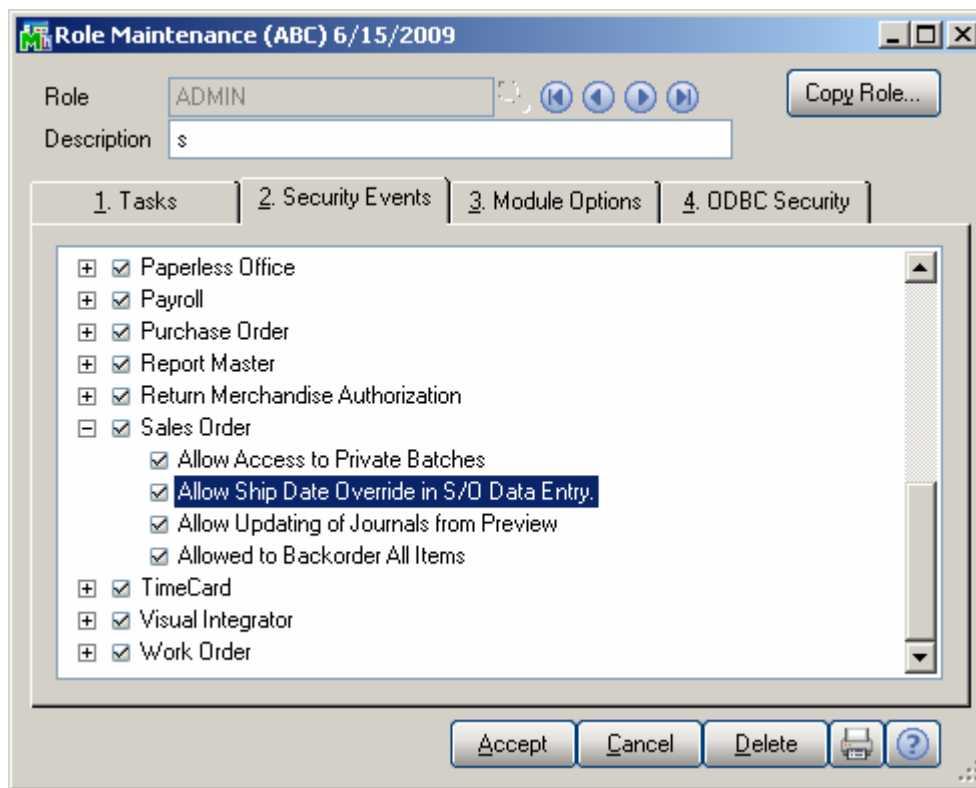 Role Maintenance (ABC) 6/15/2009
Role ADMIN Copy Role...
Description s
1. Tasks 2. Security Events 3. Module Options 4. ODBC Security
Paperless Office
Payroll
Purchase Order
Report Master
Return Merchandise Authorization
Sales Order
Allow Access to Private Batches
Allow Ship Date Override in S/O Data Entry.
Allow Updating of Journals from Preview
Allowed to Backorder All Items
TimeCard
Visual Integrator
Work Order
Accept Cancel Delete